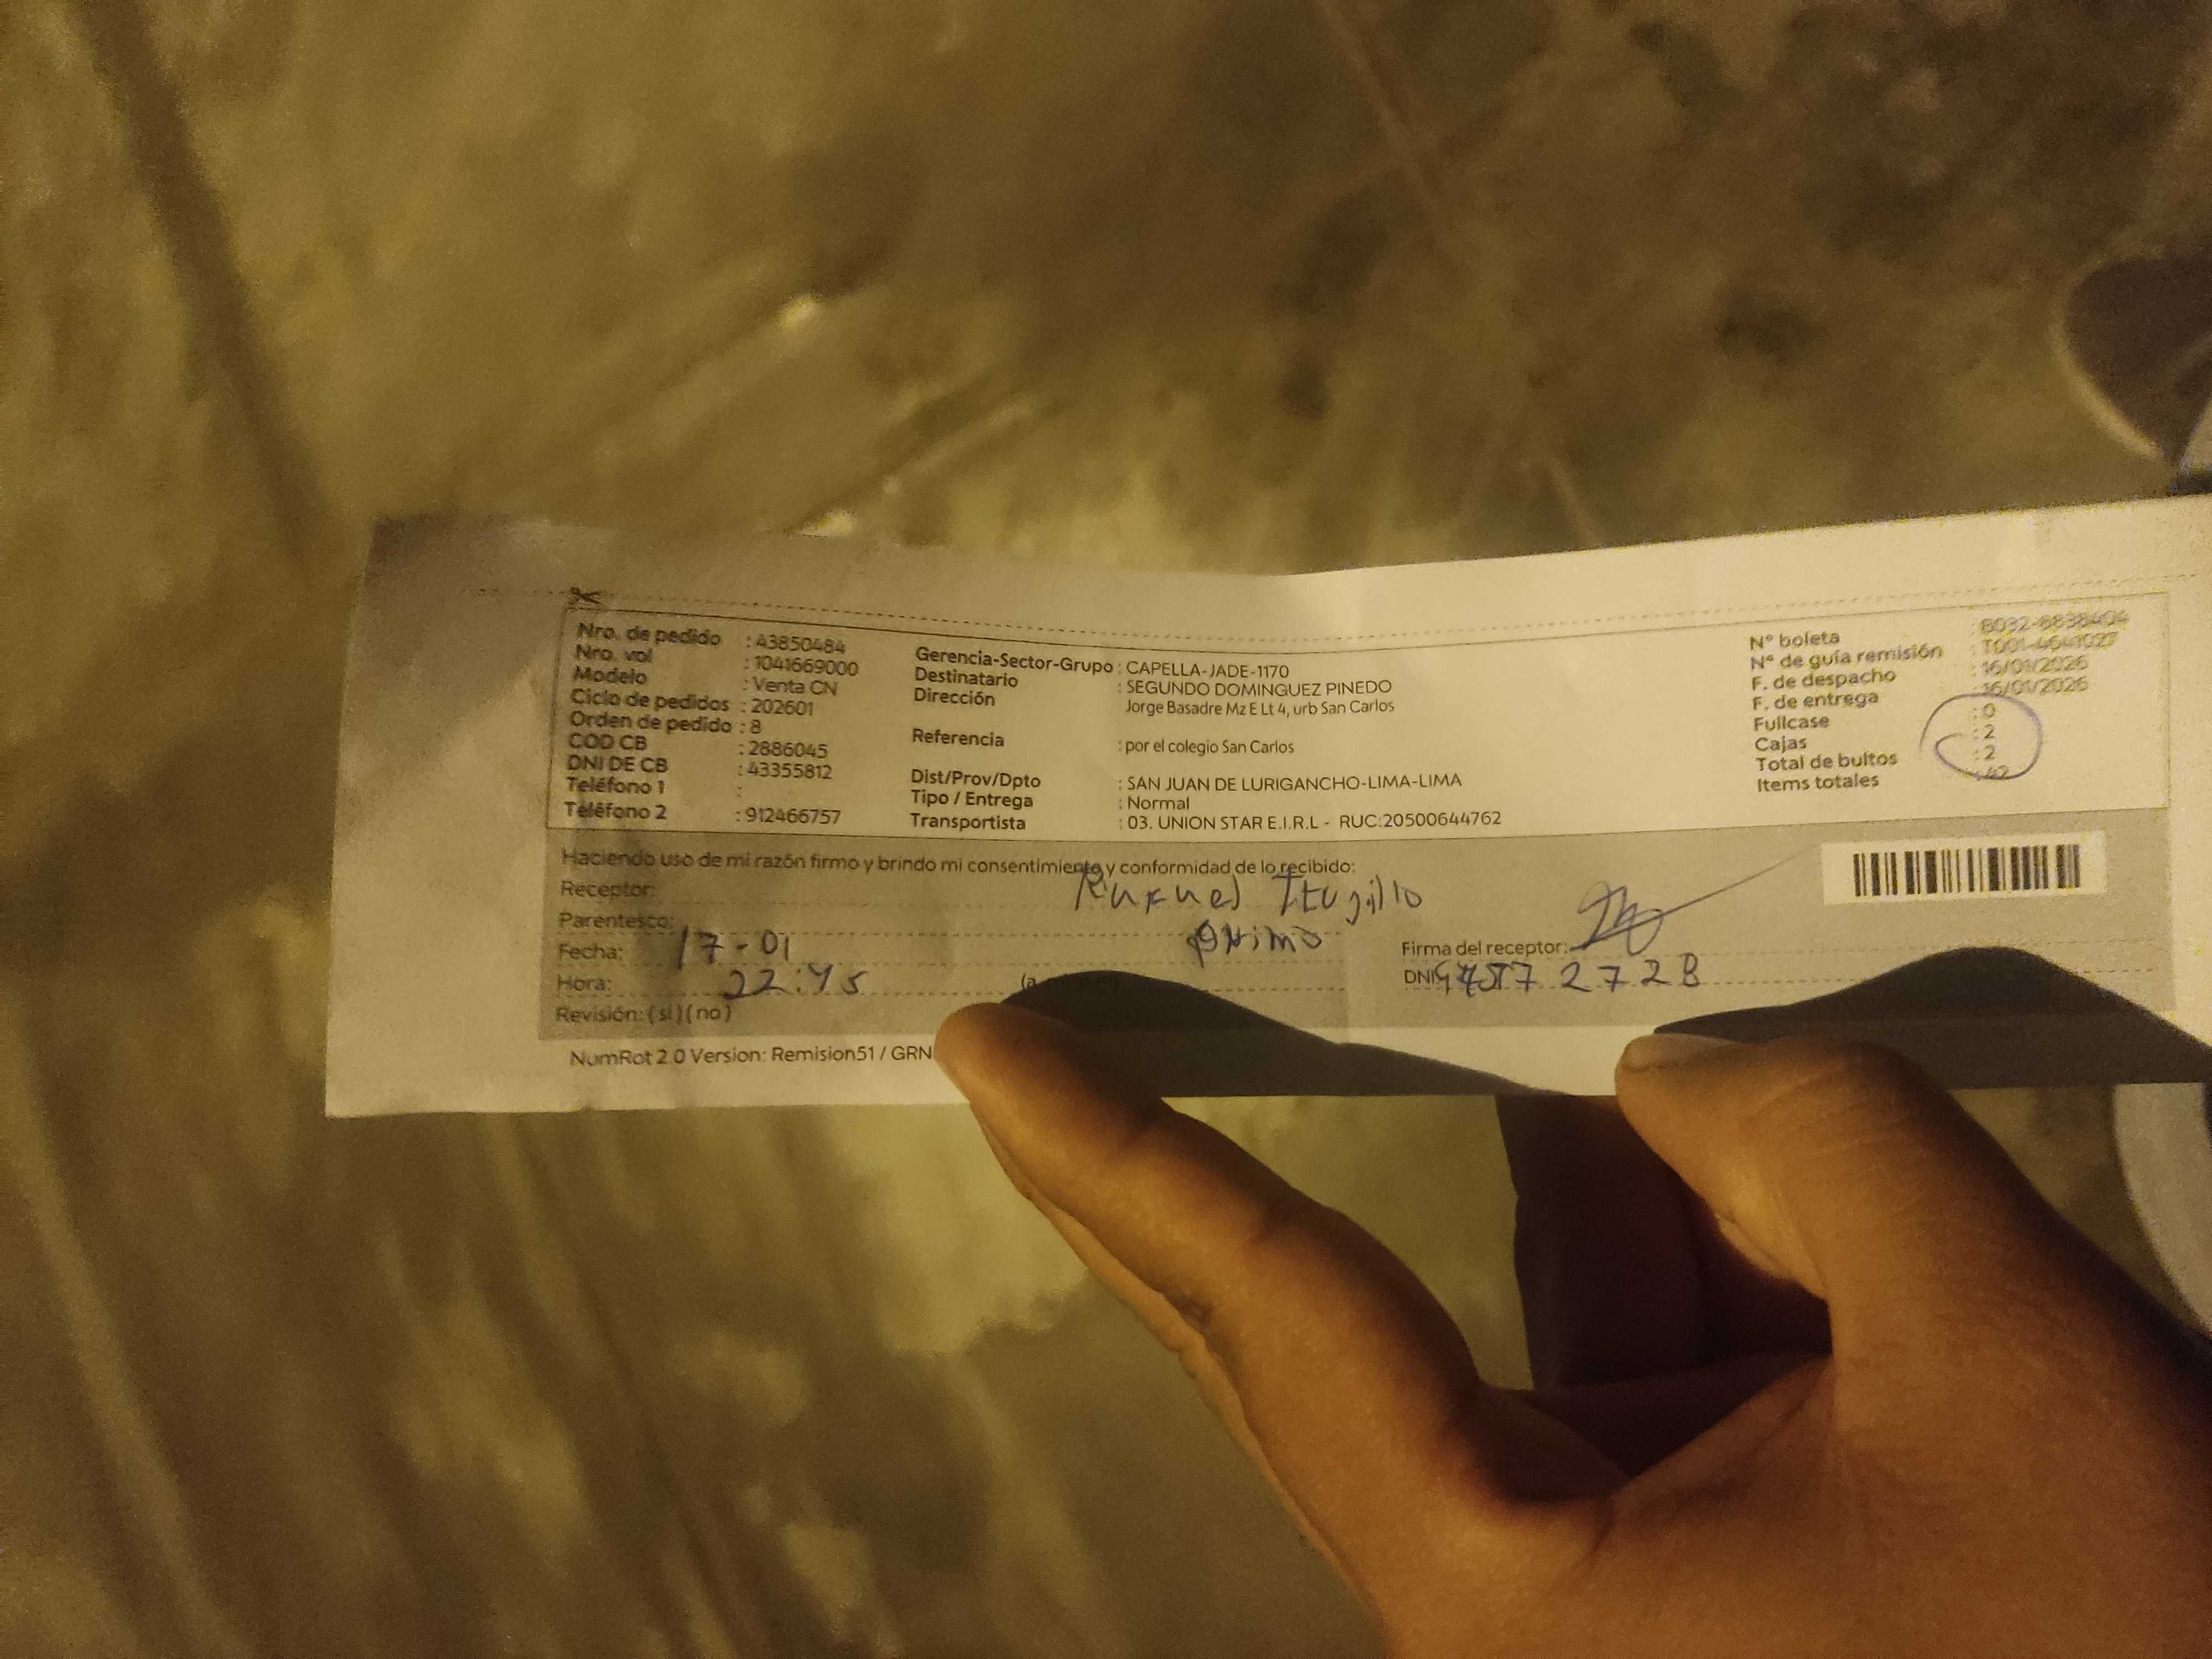 Nro. de pedido : 43850484
Nro. vol : 1041669000
Modelo : Venta CN
Ciclo de pedidos : 202601
Orden de pedido : 8
COD CB : 2886045
DNI DE CB : 43355812
Teléfono 1 :
Teléfono 2 : 912466757
Gerencia-Sector-Grupo : CAPELLA-JADE-1170
Destinatario : SEGUNDO DOMINGUEZ PINEDO
Dirección Jorge Basadre Mz E Lt 4, urb San Carlos
Referencia : por el colegio San Carlos
Dist/Prov/Dpto : SAN JUAN DE LURIGANCHO-LIMA-LIMA
Tipo / Entrega : Normal
Transportista : 03. UNION STAR E.I.R.L - RUC:20500644762
N° boleta : B032-6838404
N° de guía remisión
F. de despacho : 16/01/2026
F. de entrega : 16/01/2026
Fullcase : 0
Cajas : 2
Total de bultos : 2
Items totales : 42
Haciendo uso de mi razón firmo y brindo mi consentimiento y conformidad de lo recibido:
Receptor:
Parentesco: primo
Fecha: 17-01
Hora: 22:45
Revisión: (si) (no)
Firma del receptor:
DNI
NumRot 2.0 Version: Remision51 / GRN